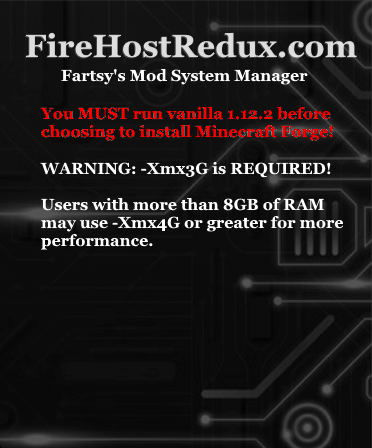 FireHostRedux.com
Fartsy's Mod System Manager
You MUST run vanilla 1.12.2 before
choosing to install Minecraft Forge!
WARNING: -Xmx3G is REQUIRED!
Users with more than 8GB of RAM
may use -Xmx4G or greater for more
performance.